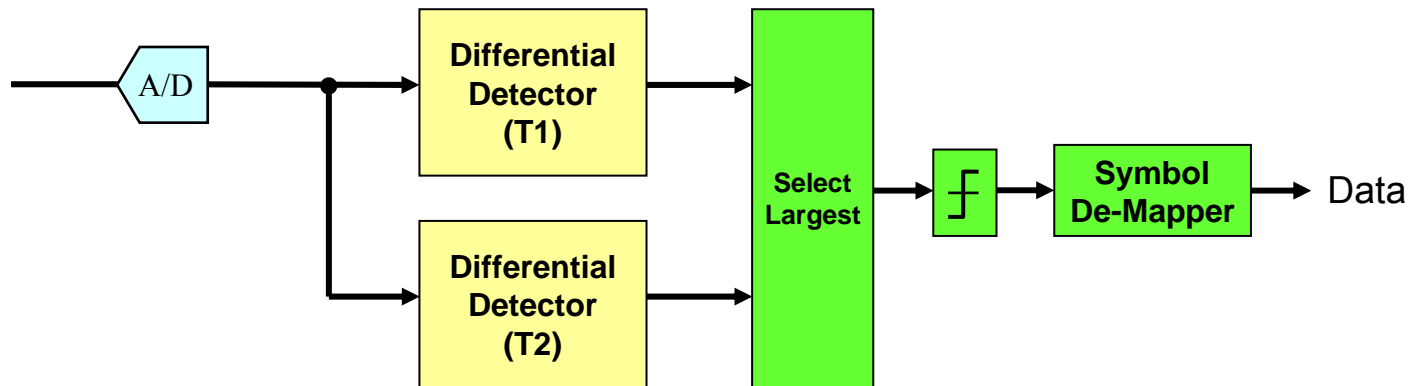 A/D
Differential
Detector
(T1)
Differential
Detector
(T2)
Select
Largest
Symbol
De-Mapper
Data